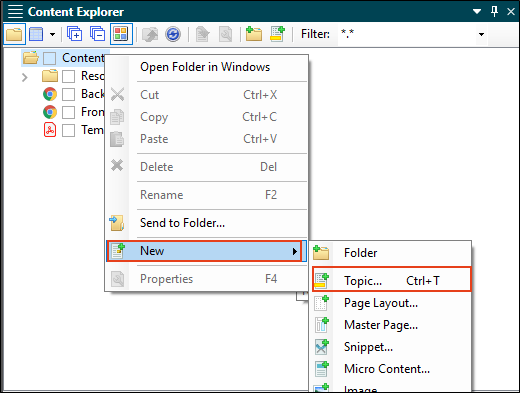 Content Explorer
Filter: *.*
Content
Reso
Back
Fron
Tem
Open Folder in Windows
Cut Ctrl+X
Copy Ctrl+C
Paste Ctrl+V
Delete Del
Rename F2
Send to Folder...
New
Properties F4
Folder
Topic... Ctrl+T
Page Layout...
Master Page...
Snippet...
Micro Content...
Image